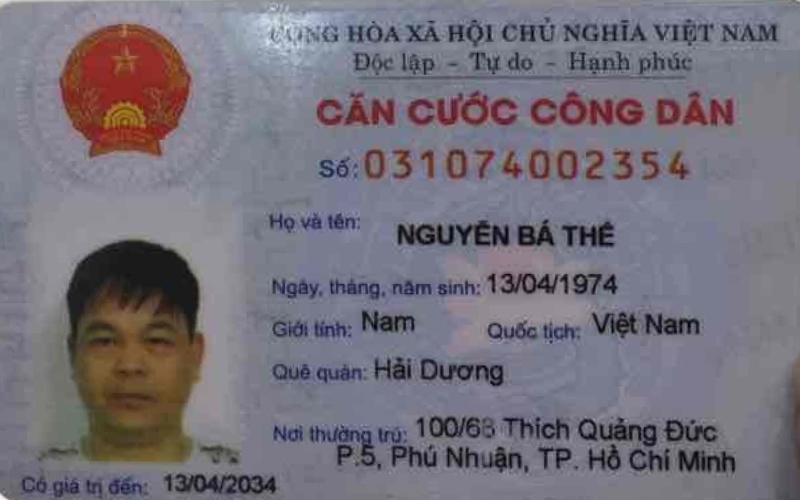 CỘNG HÒA XÃ HỘI CHỦ NGHĨA VIỆT NAM
Độc lập - Tự do - Hạnh phúc
CĂN CƯỚC CÔNG DÂN
Số: 031074002354
Họ và tên: NGUYỄN BÁ THẾ
Ngày, tháng, năm sinh: 13/04/1974
Giới tính: Nam Quốc tịch: Việt Nam
Quê quán: Hải Dương
Nơi thường trú: 100/68 Thích Quảng Đức
P.5, Phú Nhuận, TP. Hồ Chí Minh
Có giá trị đến: 13/04/2034